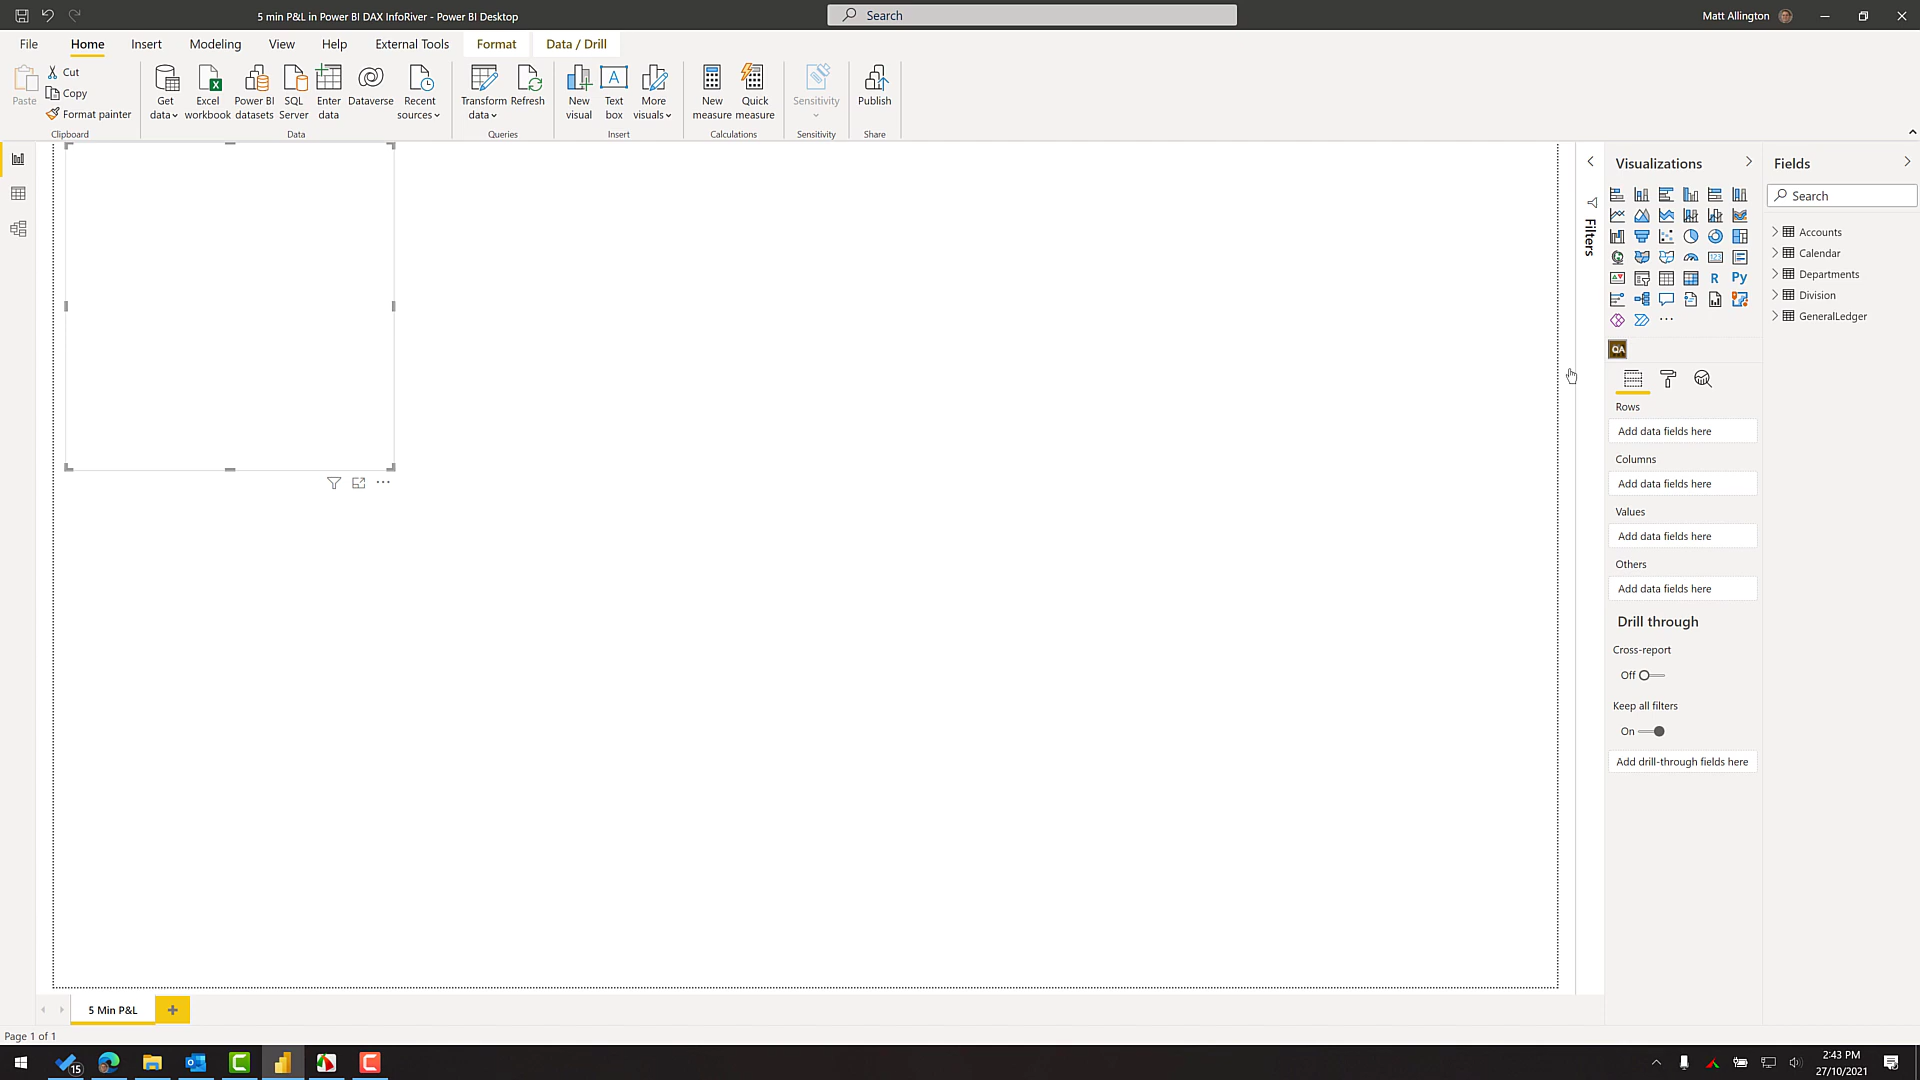 5 min P&L in Power BI DAX InfoRiver - Power BI Desktop
Search
Matt Allington
File
Home
Insert
Modeling
View
Help
External Tools
Format
Data / Drill
Paste
Cut
Copy
Format painter
Get data
Excel workbook
Power BI datasets
SQL Server
Enter data
Dataverse
Recent sources
Transform data
Refresh
New visual
Text box
More visuals
New measure
Quick measure
Sensitivity
Publish
Clipboard
Data
Queries
Insert
Calculations
Sensitivity
Share
Filters
Visualizations
R
Py
123
QA
Rows
Add data fields here
Columns
Add data fields here
Values
Add data fields here
Others
Add data fields here
Drill through
Cross-report
Off
Keep all filters
On
Add drill-through fields here
Fields
Search
Accounts
Calendar
Departments
Division
GeneralLedger
5 Min P&L
Page 1 of 1
15
2:43 PM
27/10/2021